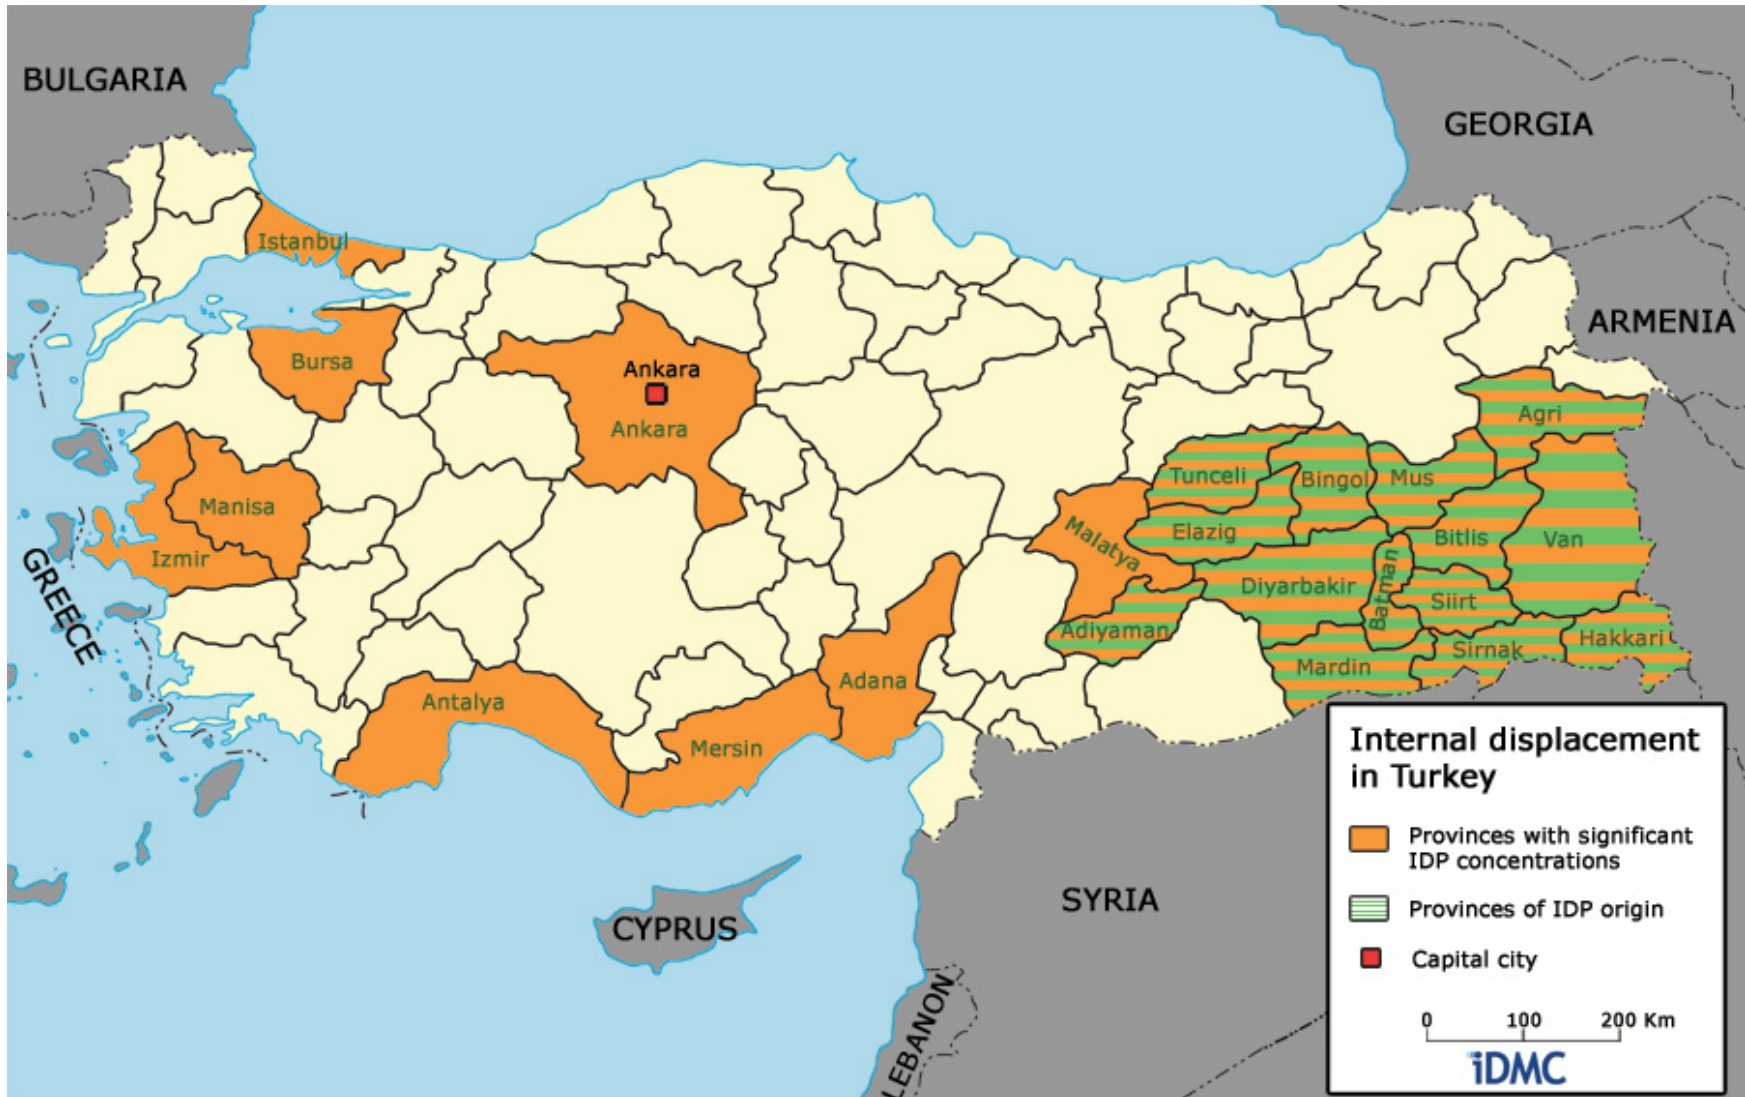 BULGARIA
GEORGIA
Istanbul
ARMENIA
Bursa
Ankara
Ankara
Agri
Tunceli
Bingol
Mus
Manisa
Malatya
Elazig
Bitlis
Van
Izmir
GREECE
Diyarbakir
Batman
Siirt
Adiyaman
Hakkari
Sirnak
Mardin
Adana
Antalya
Mersin
Internal displacement
in Turkey
Provinces with significant
IDP concentrations
Provinces of IDP origin
Capital city
0 100 200 Km
iDMC
SYRIA
CYPRUS
LEBANON